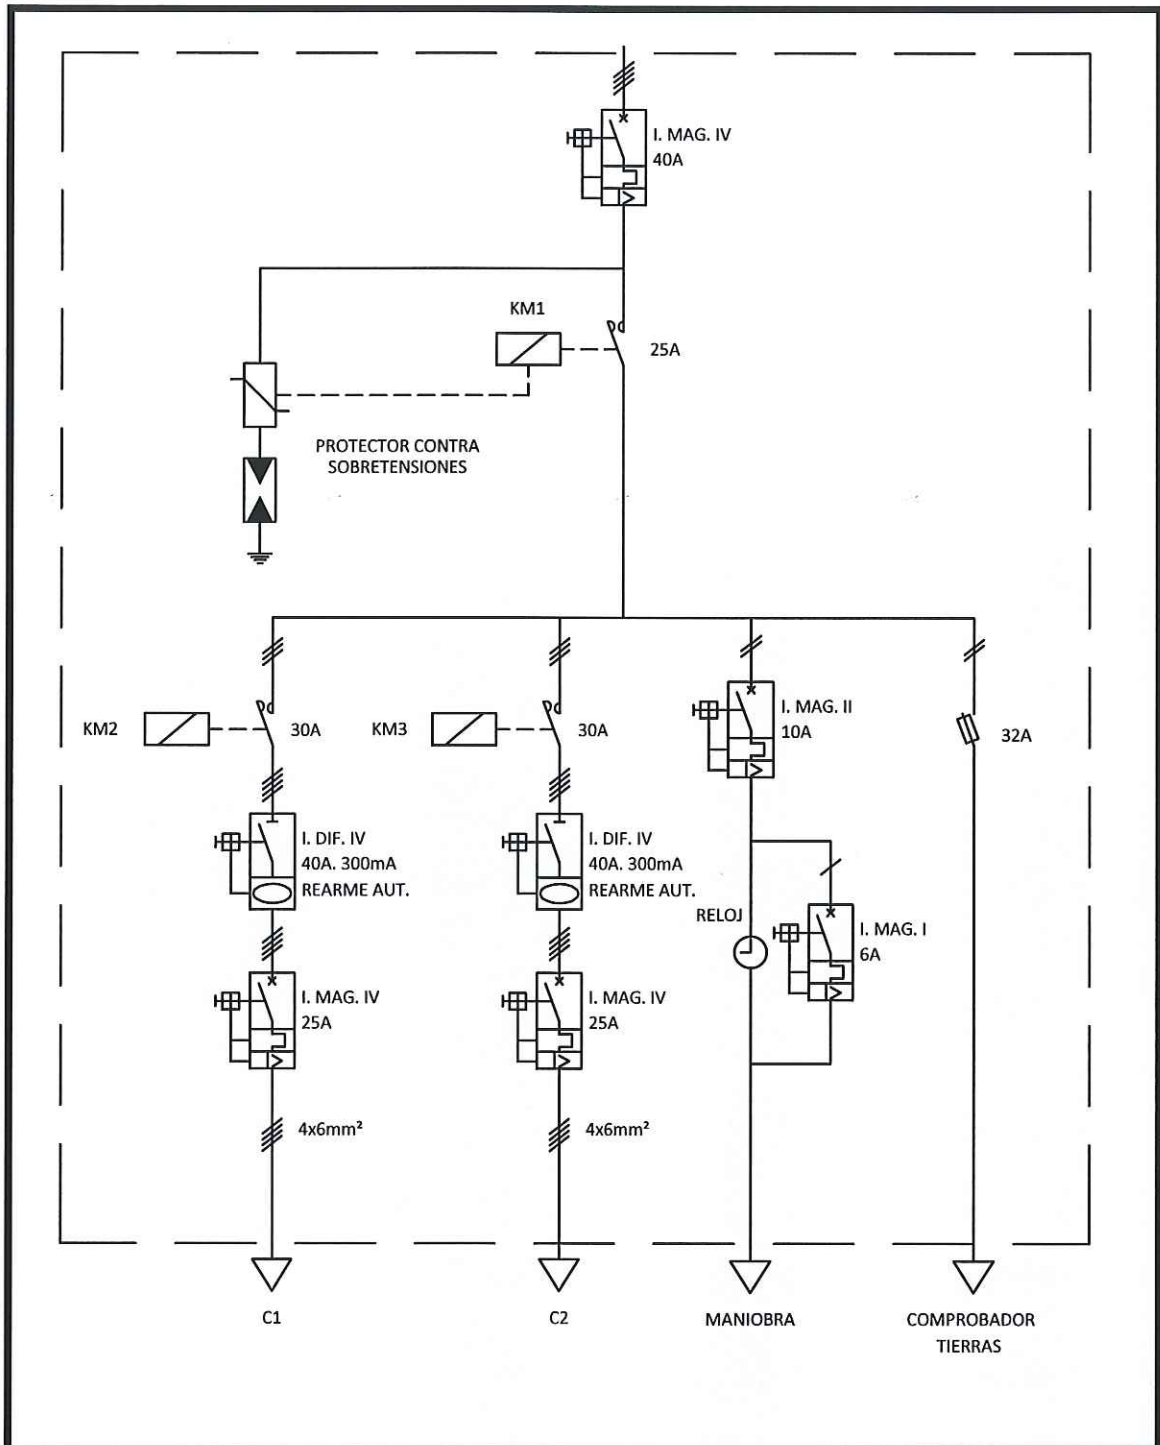 I. MAG. IV
40A
KM1
25A
PROTECTOR CONTRA
SOBRETENSIONES
KM2
30A
KM3
30A
I. MAG. II
10A
32A
I. DIF. IV
40A. 300mA
REARME AUT.
I. DIF. IV
40A. 300mA
REARME AUT.
RELOJ
I. MAG. I
6A
I. MAG. IV
25A
I. MAG. IV
25A
4x6mm²
4x6mm²
C1
C2
MANIOBRA
COMPROBADOR
TIERRAS